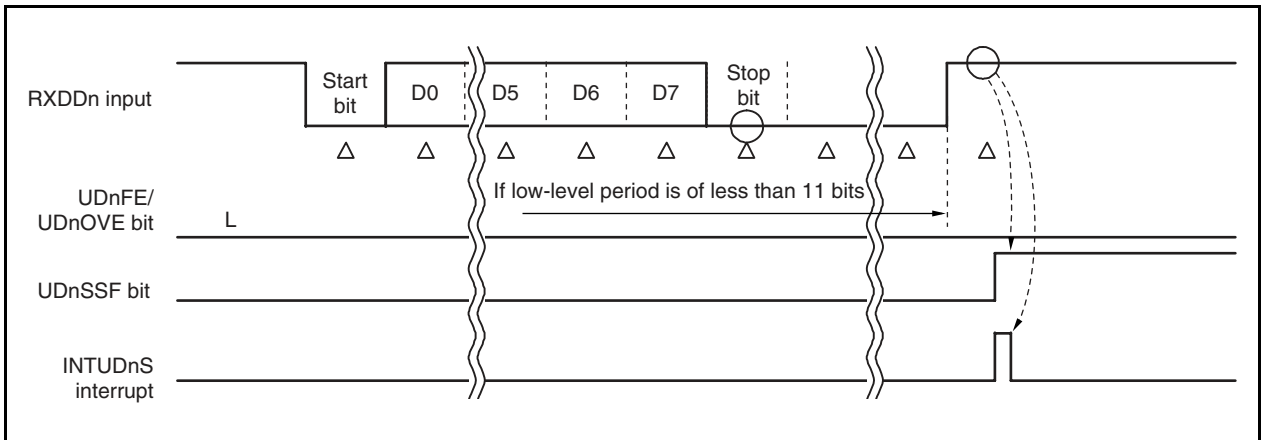 RXDDn input
Start
bit
D0
D5
D6
D7
Stop
bit
If low-level period is of less than 11 bits
UDnFE/
UDnOVE bit
L
UDnSSF bit
INTUDnS
interrupt